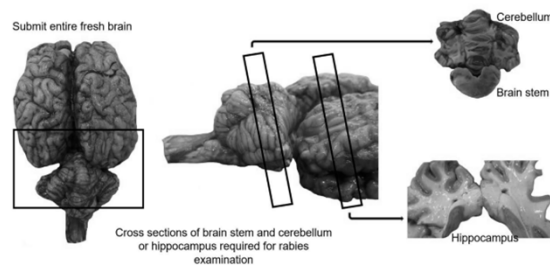 Submit entire fresh brain
Cerebellum
Brain stem
Hippocampus
Cross sections of brain stem and cerebellum
or hippocampus required for rabies
examination